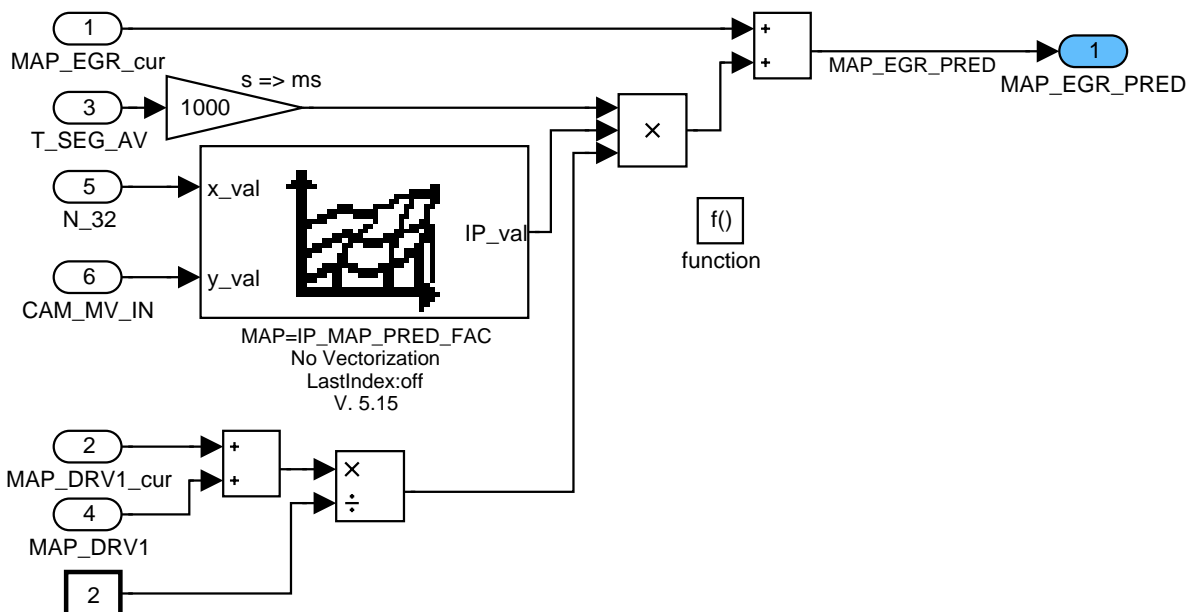 1
MAP_EGR_cur
+
+
MAP_EGR_PRED
1
MAP_EGR_PRED
s => ms
3
1000
T_SEG_AV
×
5
N_32
x_val
IP_val
f()
function
6
CAM_MV_IN
y_val
MAP=IP_MAP_PRED_FAC
No Vectorization
LastIndex:off
V. 5.15
2
MAP_DRV1_cur
+
+
×
÷
4
MAP_DRV1
2